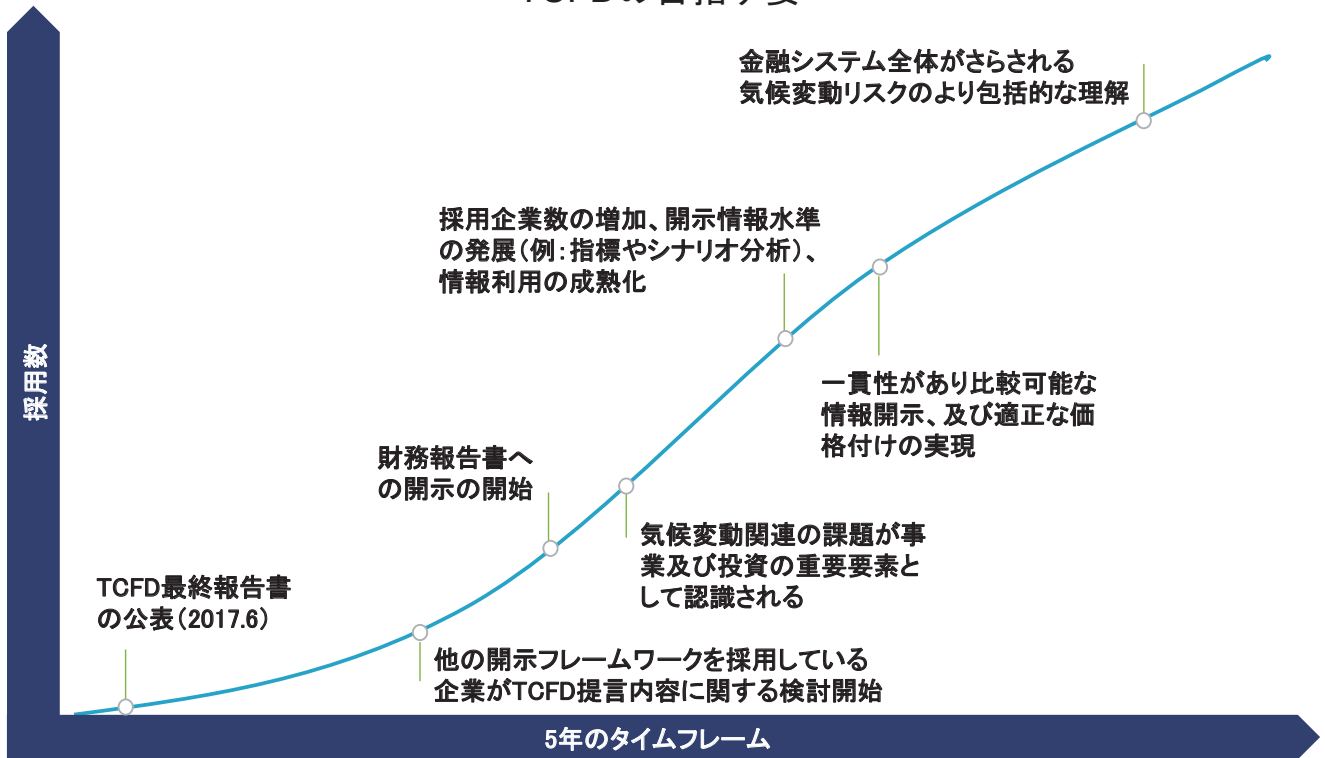 金融システム全体がさらされる
気候変動リスクのより包括的な理解
採用企業数の増加、開示情報水準
の発展(例:指標やシナリオ分析)、
情報利用の成熟化
一貫性があり比較可能な
情報開示、及び適正な価
格付けの実現
採用数
財務報告書へ
の開示の開始
気候変動関連の課題が事
業及び投資の重要要素と
して認識される
TCFD最終報告書
の公表(2017.6)
他の開示フレームワークを採用している
企業がTCFD提言内容に関する検討開始
5年のタイムフレーム